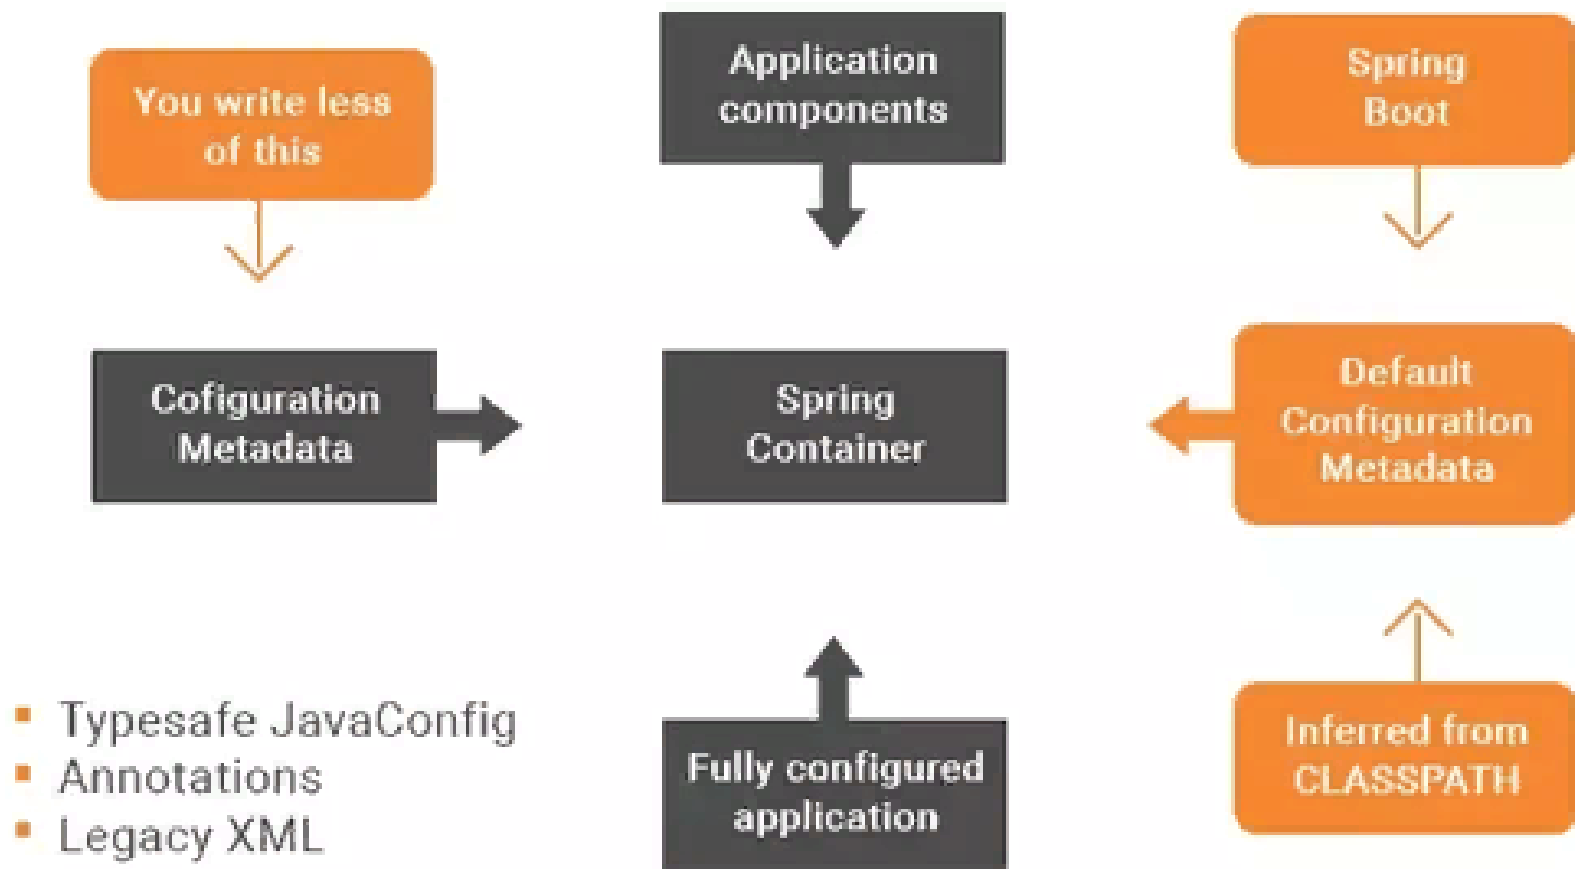 You write less
of this
Application
components
Spring
Boot
Cofiguration
Metadata
Spring
Container
Default
Configuration
Metadata
Typesafe JavaConfig
Annotations
Legacy XML
Fully configured
application
Inferred from
CLASSPATH